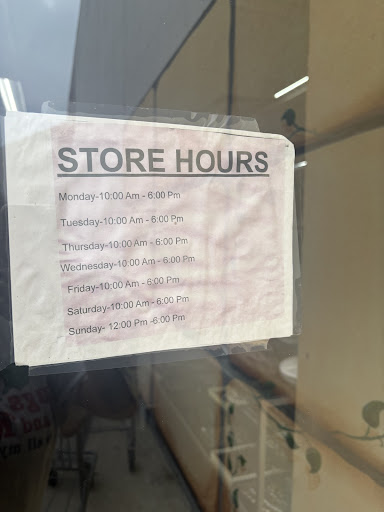 STORE HOURS
Monday-10:00 Am - 6:00 Pm
Tuesday-10:00 Am - 6:00 Pm
Thursday-10:00 Am - 6:00 Pm
Wednesday-10:00 Am - 6:00 Pm
Friday-10:00 Am - 6:00 Pm
Saturday-10:00 Am - 6:00 Pm
Sunday- 12:00 Pm -6:00 Pm